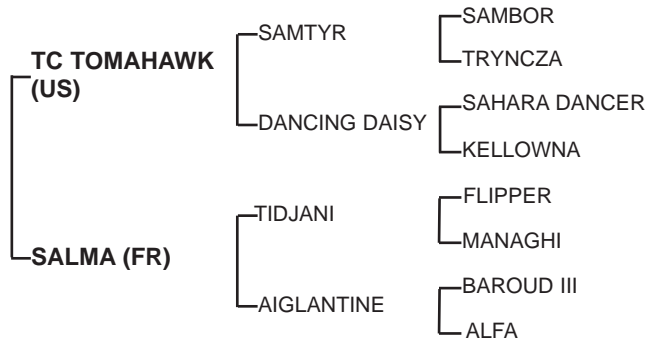 TC TOMAHAWK
(US)
SAMTYR
SAMBOR
TRYNCZA
DANCING DAISY
SAHARA DANCER
KELLOWNA
SALMA (FR)
TIDJANI
FLIPPER
MANAGHI
AIGLANTINE
BAROUD III
ALFA